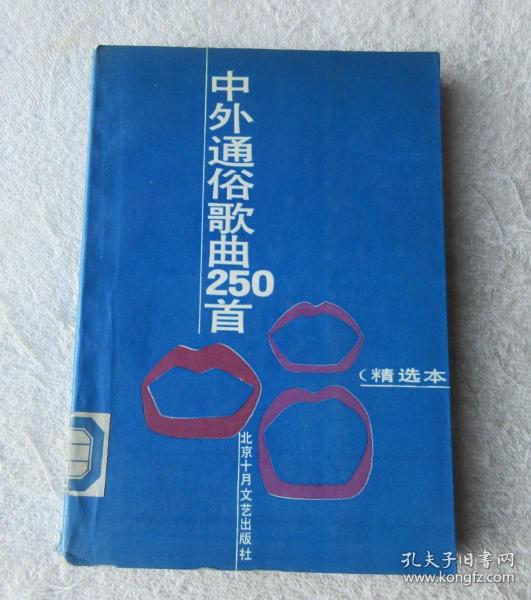 中外通俗歌曲250首
（精选本
北京十月文艺出版社
孔夫子旧书网
www.kongfz.com